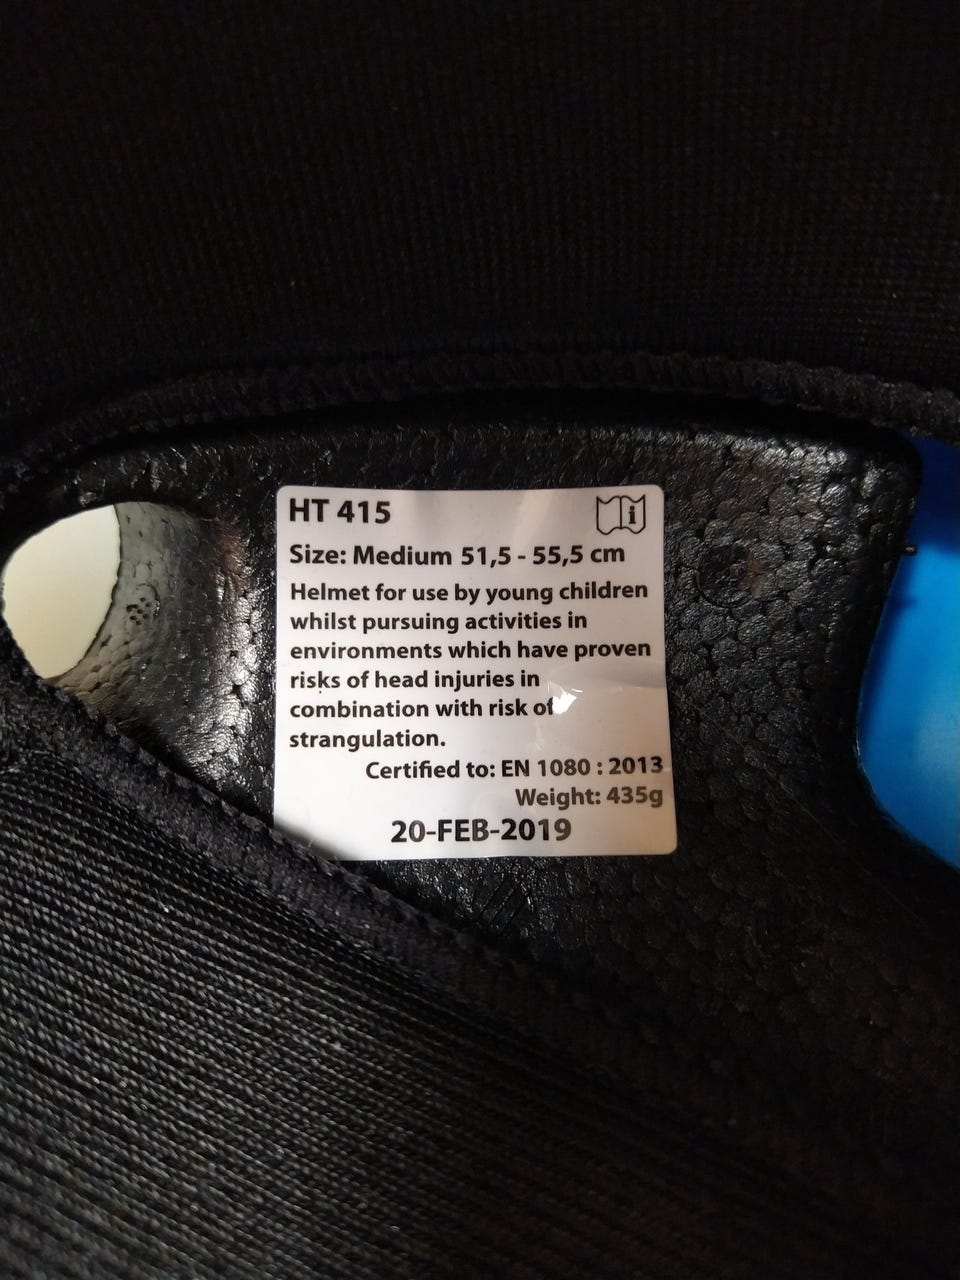 HT 415
Size: Medium 51,5 - 55,5 cm
Helmet for use by young children
whilst pursuing activities in
environments which have proven
risks of head injuries in
combination with risk of
strangulation.
Certified to: EN 1080 : 2013
Weight: 435g
20-FEB-2019